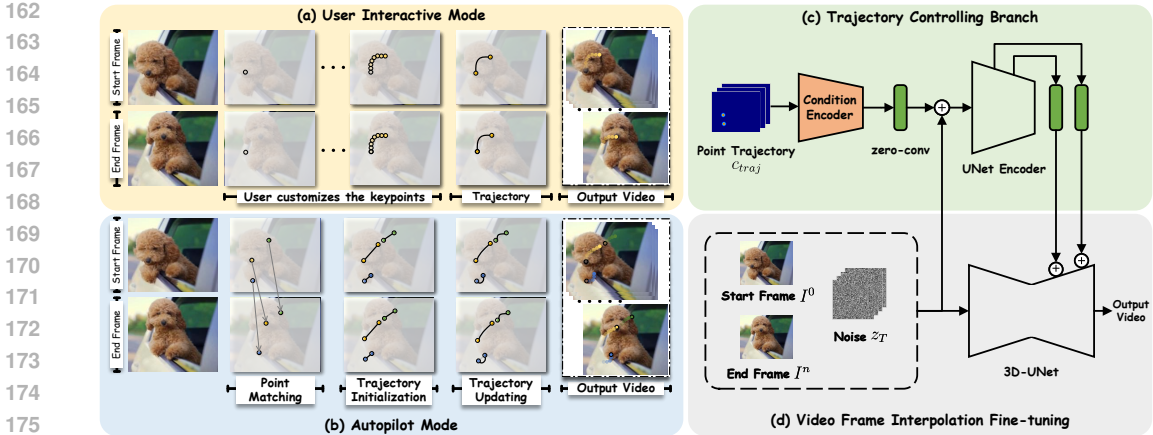 162
163
164
165
166
167
168
169
170
171
172
173
174
175
(a) User Interactive Mode
Start Frame
End Frame
User customizes the keypoints
Trajectory
Output Video
Start Frame
End Frame
Point
Matching
Trajectory
Initialization
Trajectory
Updating
Output Video
(b) Autopilot Mode
(c) Trajectory Controlling Branch
Point Trajectory
c_{traj}
Condition
Encoder
zero-conv
+
UNet Encoder
+
+
Start Frame I^0
End Frame I^n
Noise z_T
3D-UNet
Output
Video
(d) Video Frame Interpolation Fine-tuning